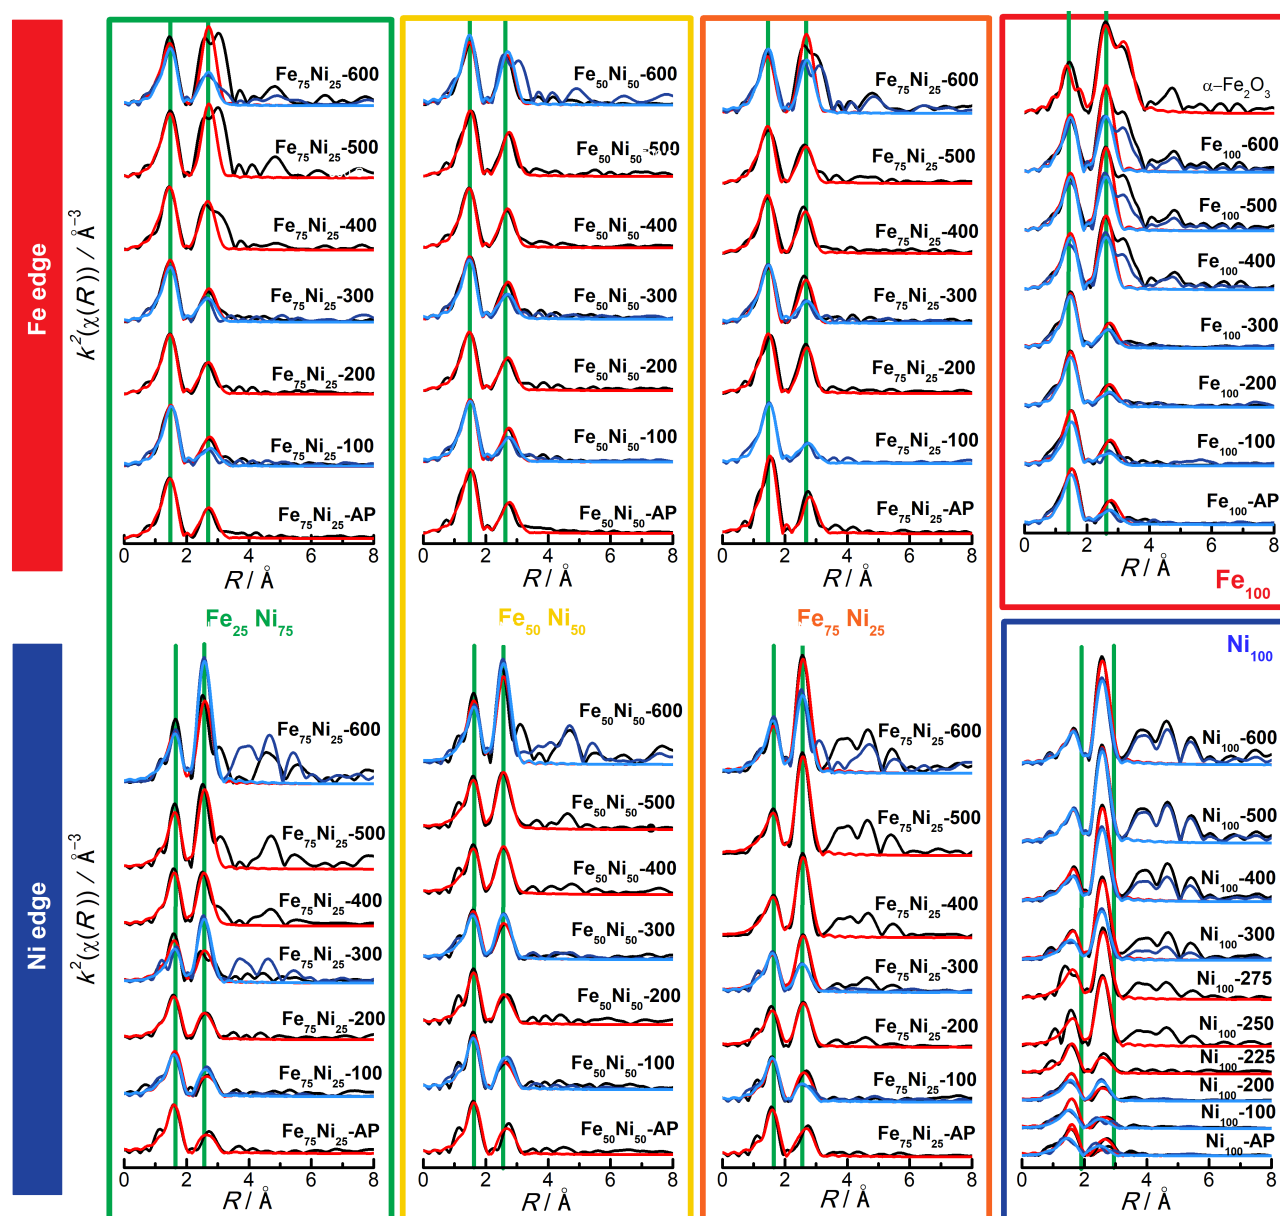 Fe edge
k²(χ(R)) / Å⁻³
Fe₇₅Ni₂₅-600
Fe₇₅Ni₂₅-500
Fe₇₅Ni₂₅-400
Fe₇₅Ni₂₅-300
Fe₇₅Ni₂₅-200
Fe₇₅Ni₂₅-100
Fe₇₅Ni₂₅-AP
0 2 4 6 8
R / Å
Fe₂₅ Ni₇₅
Fe₅₀Ni₅₀-600
Fe₅₀Ni₅₀-500
Fe₅₀Ni₅₀-400
Fe₅₀Ni₅₀-300
Fe₅₀Ni₅₀-200
Fe₅₀Ni₅₀-100
Fe₅₀Ni₅₀-AP
0 2 4 6 8
R / Å
Fe₅₀ Ni₅₀
Fe₇₅Ni₂₅-600
Fe₇₅Ni₂₅-500
Fe₇₅Ni₂₅-400
Fe₇₅Ni₂₅-300
Fe₇₅Ni₂₅-200
Fe₇₅Ni₂₅-100
Fe₇₅Ni₂₅-AP
0 2 4 6 8
R / Å
Fe₇₅ Ni₂₅
α–Fe₂O₃
Fe₁₀₀-600
Fe₁₀₀-500
Fe₁₀₀-400
Fe₁₀₀-300
Fe₁₀₀-200
Fe₁₀₀-100
Fe₁₀₀-AP
0 2 4 6 8
R / Å
Fe₁₀₀
Ni edge
k²(χ(R)) / Å⁻³
Fe₇₅Ni₂₅-600
Fe₇₅Ni₂₅-500
Fe₇₅Ni₂₅-400
Fe₇₅Ni₂₅-300
Fe₇₅Ni₂₅-200
Fe₇₅Ni₂₅-100
Fe₇₅Ni₂₅-AP
0 2 4 6 8
R / Å
Fe₅₀Ni₅₀-600
Fe₅₀Ni₅₀-500
Fe₅₀Ni₅₀-400
Fe₅₀Ni₅₀-300
Fe₅₀Ni₅₀-200
Fe₅₀Ni₅₀-100
Fe₅₀Ni₅₀-AP
0 2 4 6 8
R / Å
Fe₇₅Ni₂₅-600
Fe₇₅Ni₂₅-500
Fe₇₅Ni₂₅-400
Fe₇₅Ni₂₅-300
Fe₇₅Ni₂₅-200
Fe₇₅Ni₂₅-100
Fe₇₅Ni₂₅-AP
0 2 4 6 8
R / Å
Ni₁₀₀
Ni₁₀₀-600
Ni₁₀₀-500
Ni₁₀₀-400
Ni₁₀₀-300
Ni₁₀₀-275
Ni₁₀₀-250
Ni₁₀₀-225
Ni₁₀₀-200
Ni₁₀₀-100
Ni₁₀₀-AP
0 2 4 6 8
R / Å